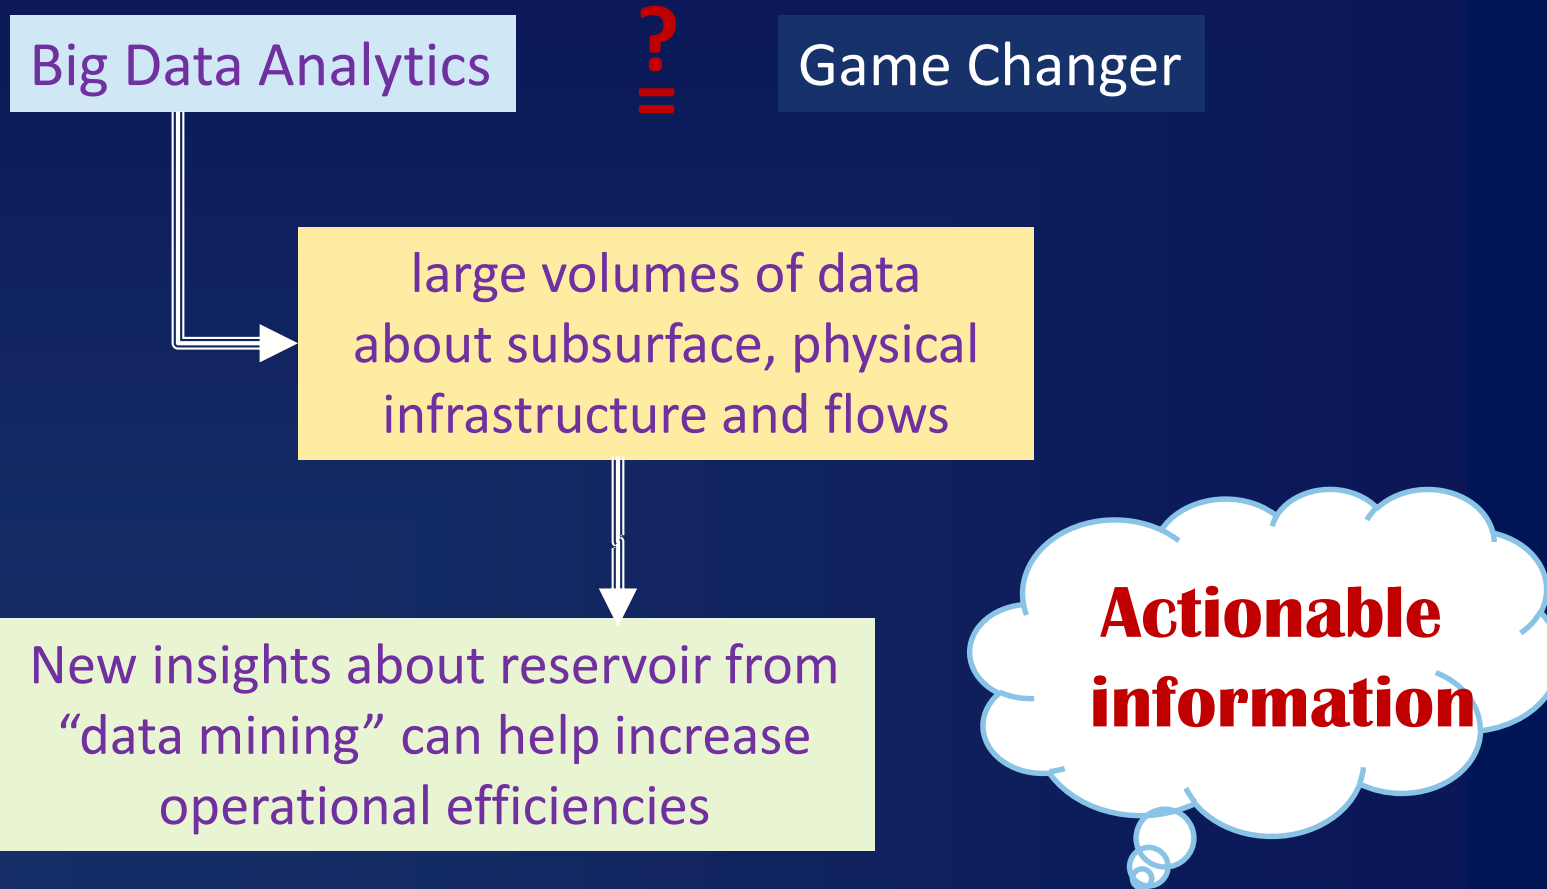 Big Data Analytics
?
=
Game Changer
large volumes of data
about subsurface, physical
infrastructure and flows
New insights about reservoir from
“data mining” can help increase
operational efficiencies
Actionable
information